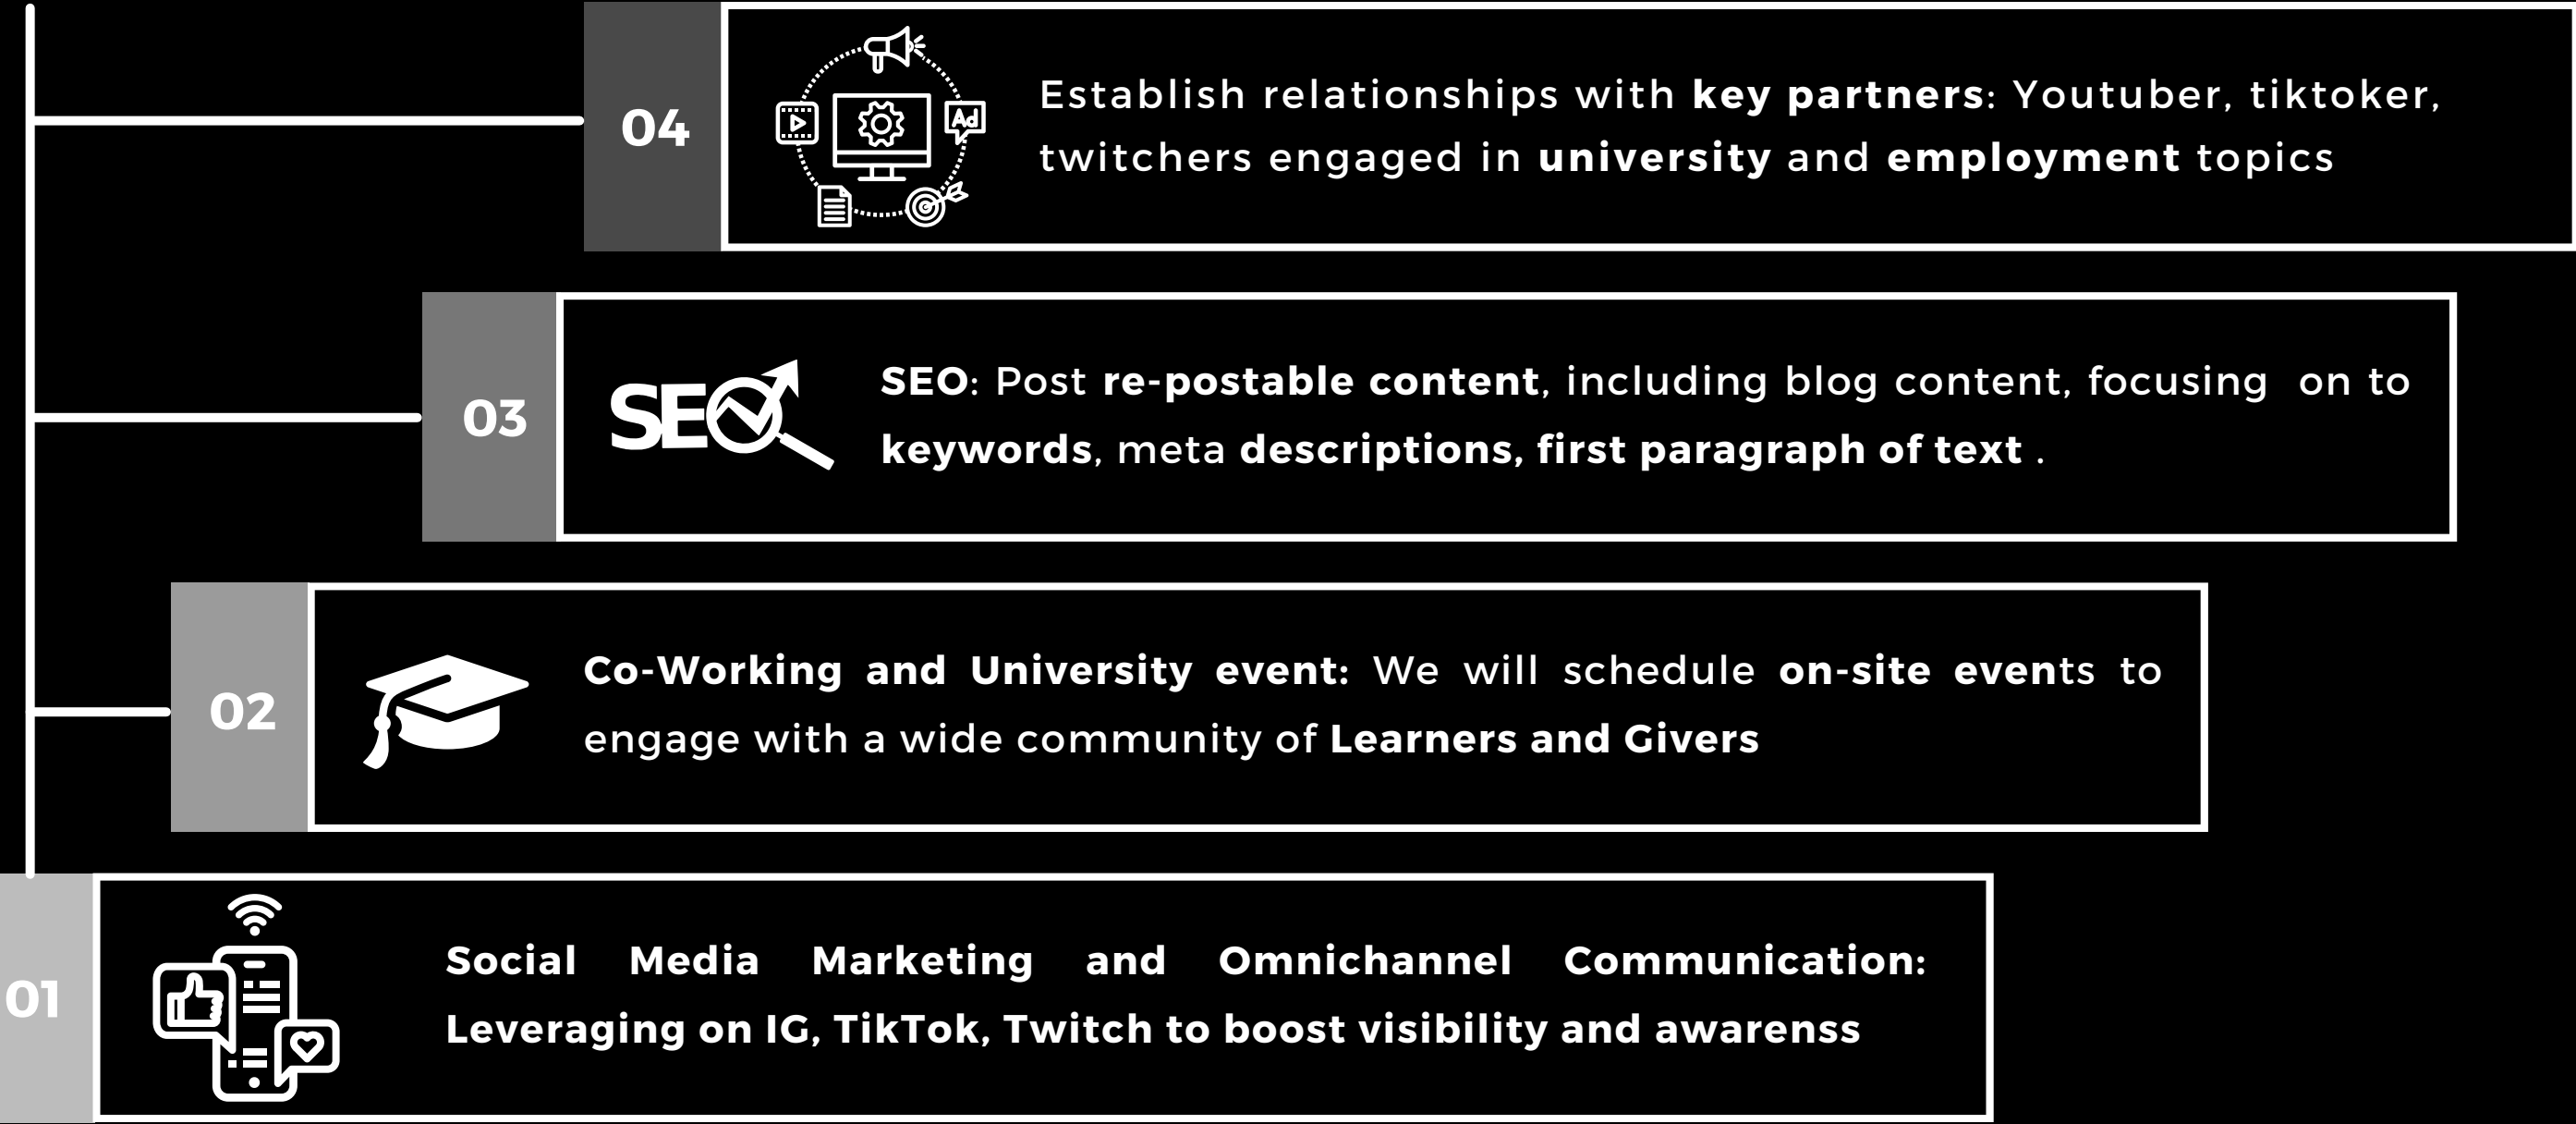 04
Ad
Establish relationships with key partners: Youtuber, tiktoker,
twitchers engaged in university and employment topics
03
SEO
SEO: Post re-postable content, including blog content, focusing  on to
keywords, meta descriptions, first paragraph of text .
02
Co-Working and University event: We will schedule on-site events to
engage with a wide community of Learners and Givers
01
Social Media Marketing and Omnichannel Communication:
Leveraging on IG, TikTok, Twitch to boost visibility and awarenss